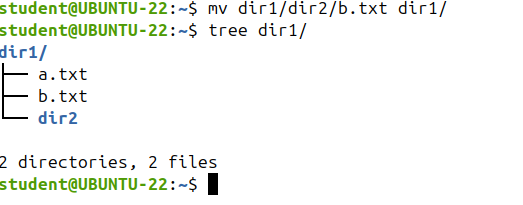 student@UBUNTU-22:~$ mv dir1/dir2/b.txt dir1/
student@UBUNTU-22:~$ tree dir1/
dir1/
├── a.txt
├── b.txt
└── dir2

2 directories, 2 files
student@UBUNTU-22:~$